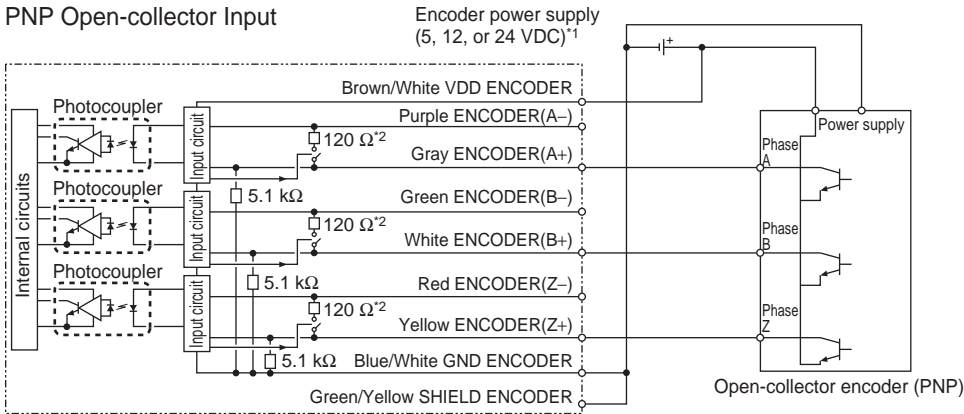 PNP Open-collector Input
Encoder power supply
(5, 12, or 24 VDC)*1
+
Brown/White VDD ENCODER
Photocoupler
Purple ENCODER(A−)
Power supply
Input circuit
120 Ω*2
Phase
A
Gray ENCODER(A+)
5.1 kΩ
Internal circuits
Photocoupler
Green ENCODER(B−)
Input circuit
120 Ω*2
Phase
B
White ENCODER(B+)
Photocoupler
5.1 kΩ
Red ENCODER(Z−)
Input circuit
120 Ω*2
Phase
Z
Yellow ENCODER(Z+)
5.1 kΩ
Blue/White GND ENCODER
Open-collector encoder (PNP)
Green/Yellow SHIELD ENCODER